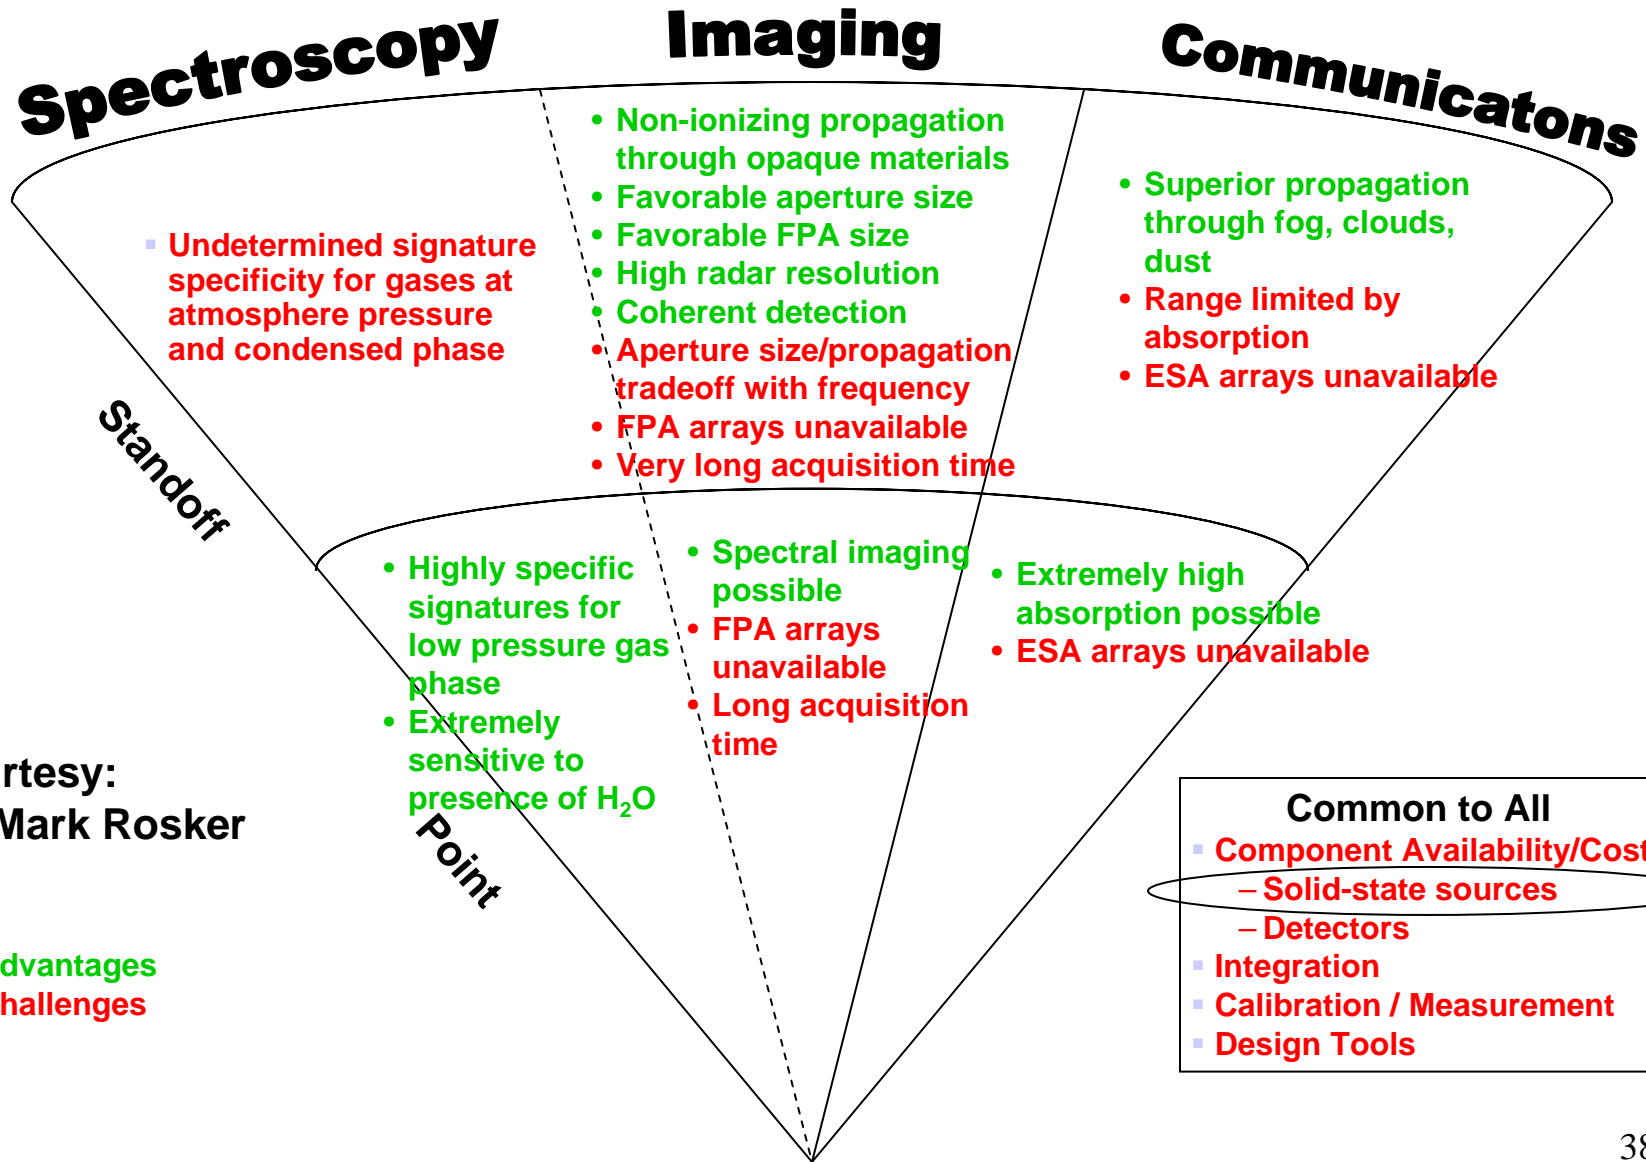 Spectroscopy
Imaging
Communicatons
• Non-ionizing propagation
through opaque materials
• Favorable aperture size
• Favorable FPA size
• High radar resolution
• Coherent detection
• Aperture size/propagation
tradeoff with frequency
• FPA arrays unavailable
• Very long acquisition time
• Superior propagation
through fog, clouds,
dust
• Range limited by
absorption
• ESA arrays unavailable
▪ Undetermined signature
specificity for gases at
atmosphere pressure
and condensed phase
Standoff
• Highly specific
signatures for
low pressure gas
phase
• Extremely
sensitive to
presence of H₂O
• Spectral imaging
possible
• FPA arrays
unavailable
• Long acquisition
time
• Extremely high
absorption possible
• ESA arrays unavailable
Point
rtesy:
Mark Rosker
dvantages
hallenges
Common to All
▪ Component Availability/Cost
– Solid-state sources
– Detectors
▪ Integration
▪ Calibration / Measurement
▪ Design Tools
38